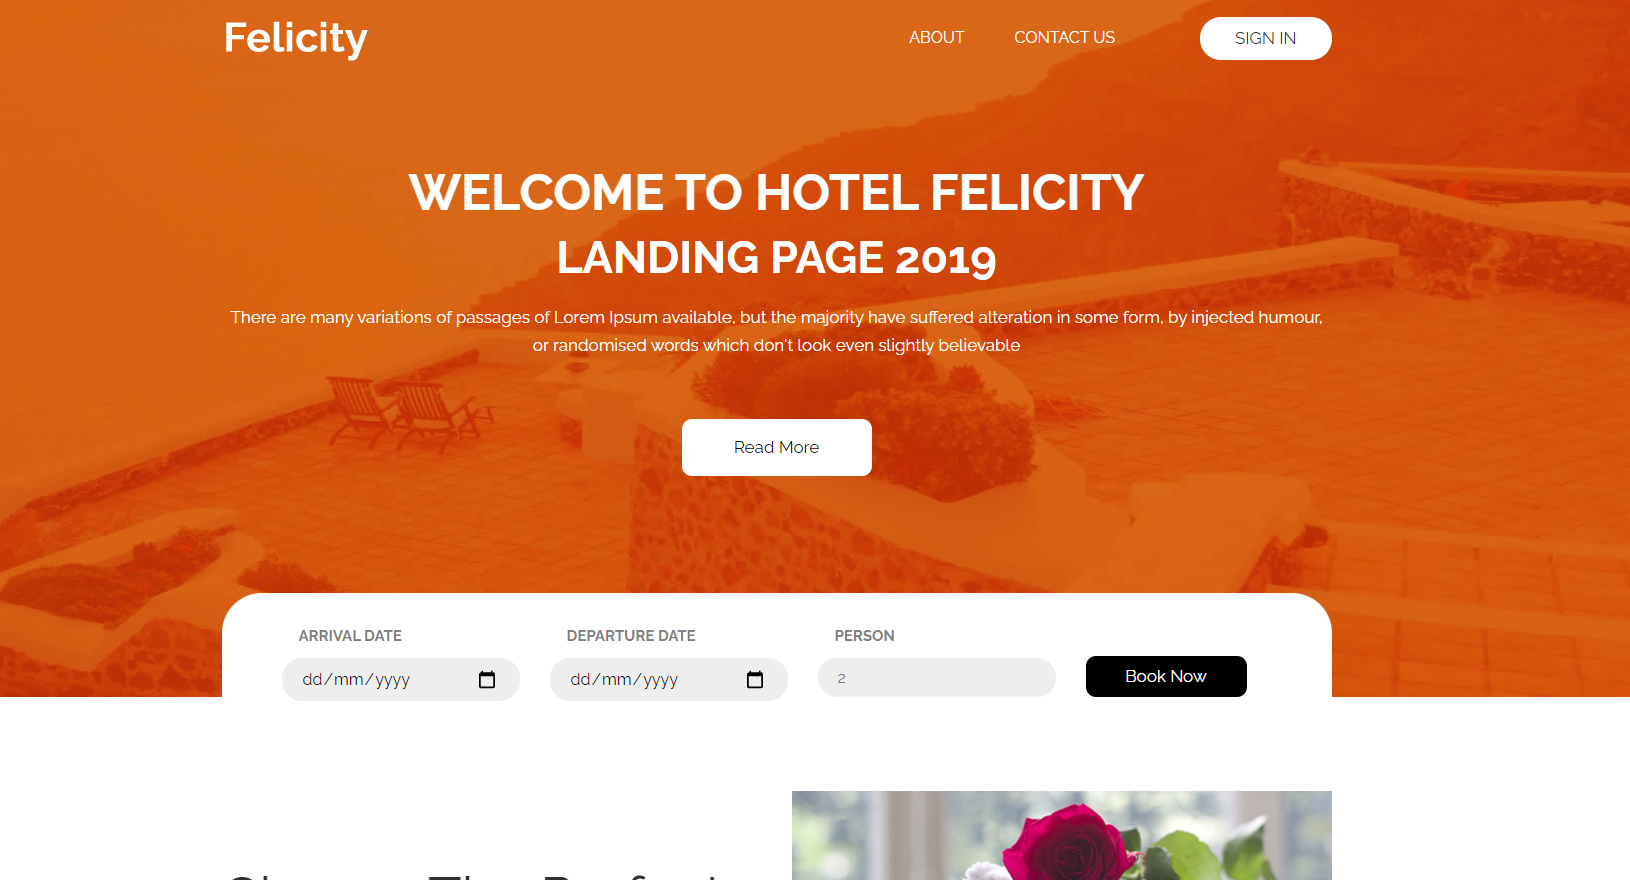 Felicity
ABOUT
CONTACT US
SIGN IN
WELCOME TO HOTEL FELICITY
LANDING PAGE 2019
There are many variations of passages of Lorem Ipsum available, but the majority have suffered alteration in some form, by injected humour,
or randomised words which don't look even slightly believable
Read More
ARRIVAL DATE
DEPARTURE DATE
PERSON
dd/mm/yyyy
dd/mm/yyyy
2
Book Now